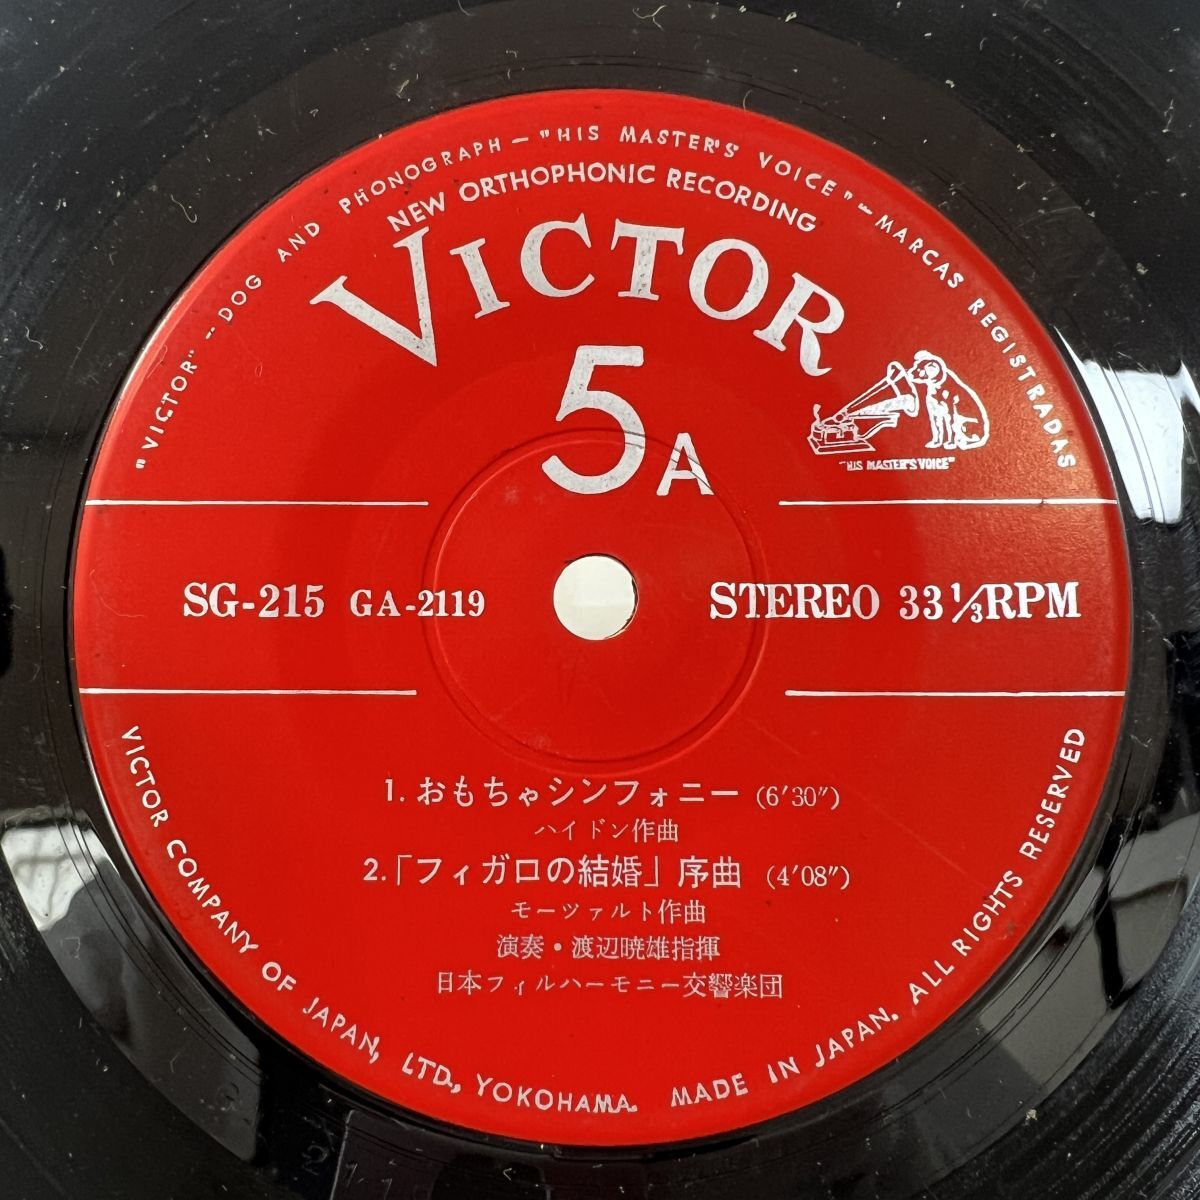 "VICTOR" - DOG AND PHONOGRAPH - "HIS MASTER'S VOICE" - MARCAS REGISTRADAS
NEW ORTHOPHONIC RECORDING
VICTOR
5A
"HIS MASTER'S VOICE"
SG-215 GA-2119
STEREO 33 1/3 RPM
1. おもちゃシンフォニー (6'30")
ハイドン作曲
2. 「フィガロの結婚」序曲 (4'08")
モーツァルト作曲
演奏・渡辺暁雄指揮
日本フィルハーモニー交響楽団
VICTOR COMPANY OF JAPAN, LTD., YOKOHAMA. MADE IN JAPAN. ALL RIGHTS RESERVED